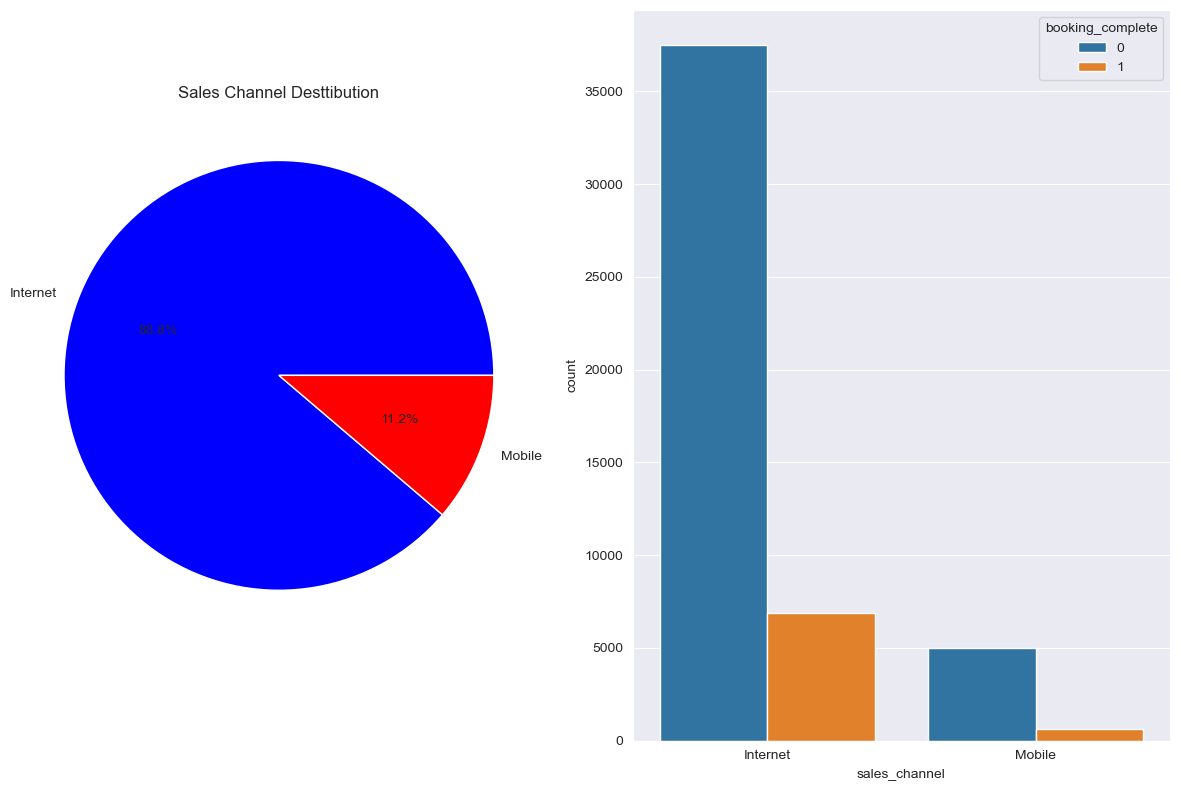 Sales Channel Desttibution
Internet
11.2%
Mobile
booking_complete
0
1
35000
30000
25000
20000
15000
10000
5000
0
count
Internet
Mobile
sales_channel